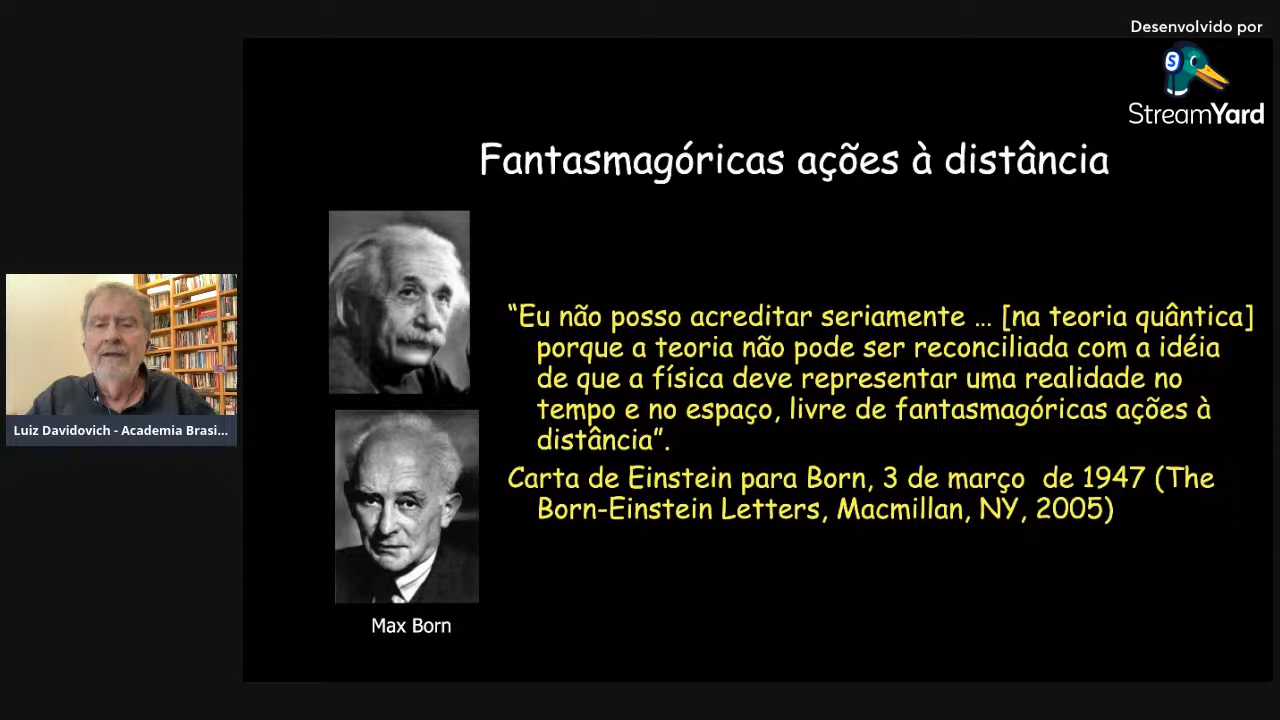 Desenvolvido por
StreamYard
Fantasmagóricas ações à distância
“Eu não posso acreditar seriamente … [na teoria quântica]
porque a teoria não pode ser reconciliada com a idéia
de que a física deve representar uma realidade no
tempo e no espaço, livre de fantasmagóricas ações à
distância”.
Carta de Einstein para Born, 3 de março de 1947 (The
Born-Einstein Letters, Macmillan, NY, 2005)
Luiz Davidovich - Academia Brasi...
Max Born